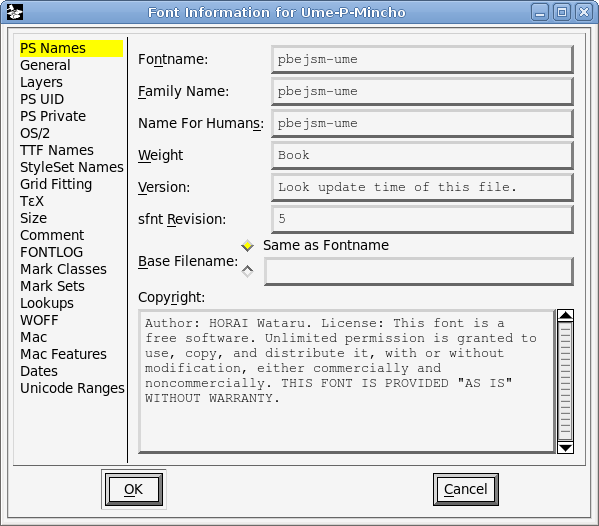 Font Information for Ume-P-Mincho
PS Names
General
Layers
PS UID
PS Private
OS/2
TTF Names
StyleSet Names
Grid Fitting
TεX
Size
Comment
FONTLOG
Mark Classes
Mark Sets
Lookups
WOFF
Mac
Mac Features
Dates
Unicode Ranges
Fontname: pbejsm-ume
Family Name: pbejsm-ume
Name For Humans: pbejsm-ume
Weight Book
Version: Look update time of this file.
sfnt Revision: 5
Same as Fontname
Base Filename:
Copyright:
Author: HORAI Wataru. License: This font is a
free software. Unlimited permission is granted to
use, copy, and distribute it, with or without
modification, either commercially and
noncommercially. THIS FONT IS PROVIDED "AS IS"
WITHOUT WARRANTY.
OK Cancel